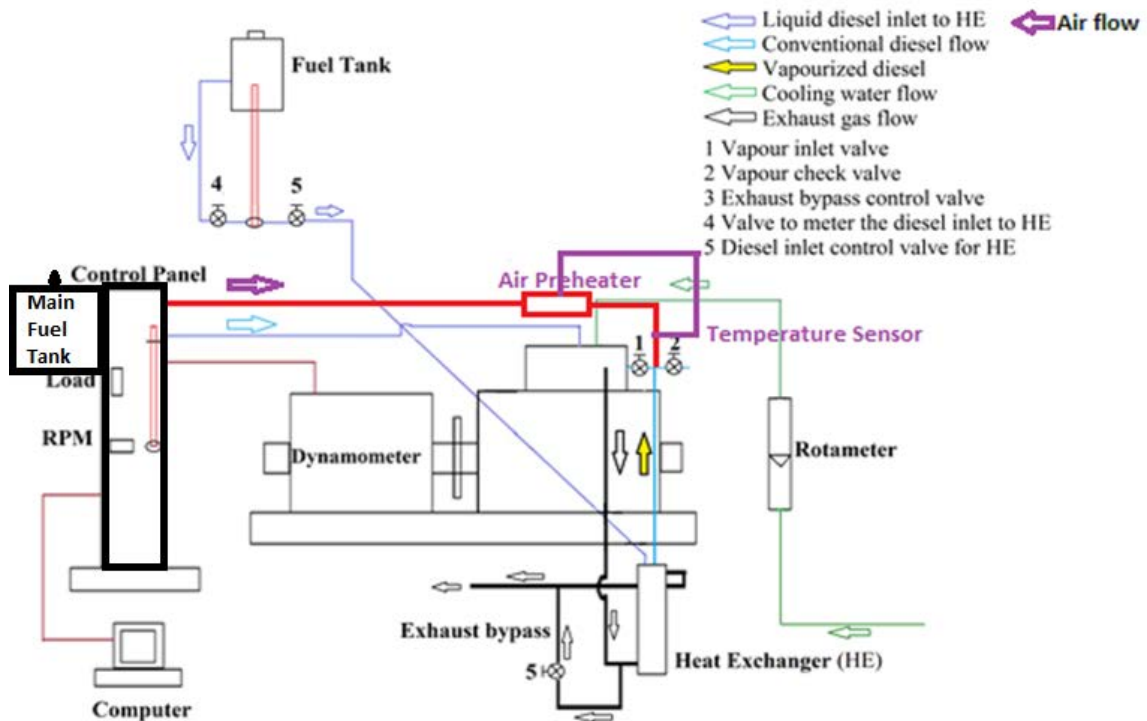 Liquid diesel inlet to HE
Air flow
Conventional diesel flow
Vapourized diesel
Cooling water flow
Exhaust gas flow
1 Vapour inlet valve
2 Vapour check valve
3 Exhaust bypass control valve
4 Valve to meter the diesel inlet to HE
5 Diesel inlet control valve for HE
Fuel Tank
4
5
Control Panel
Air Preheater
Main
Fuel
Tank
Temperature Sensor
1
2
Load
RPM
Dynamometer
Rotameter
Exhaust bypass
5
Heat Exchanger (HE)
Computer